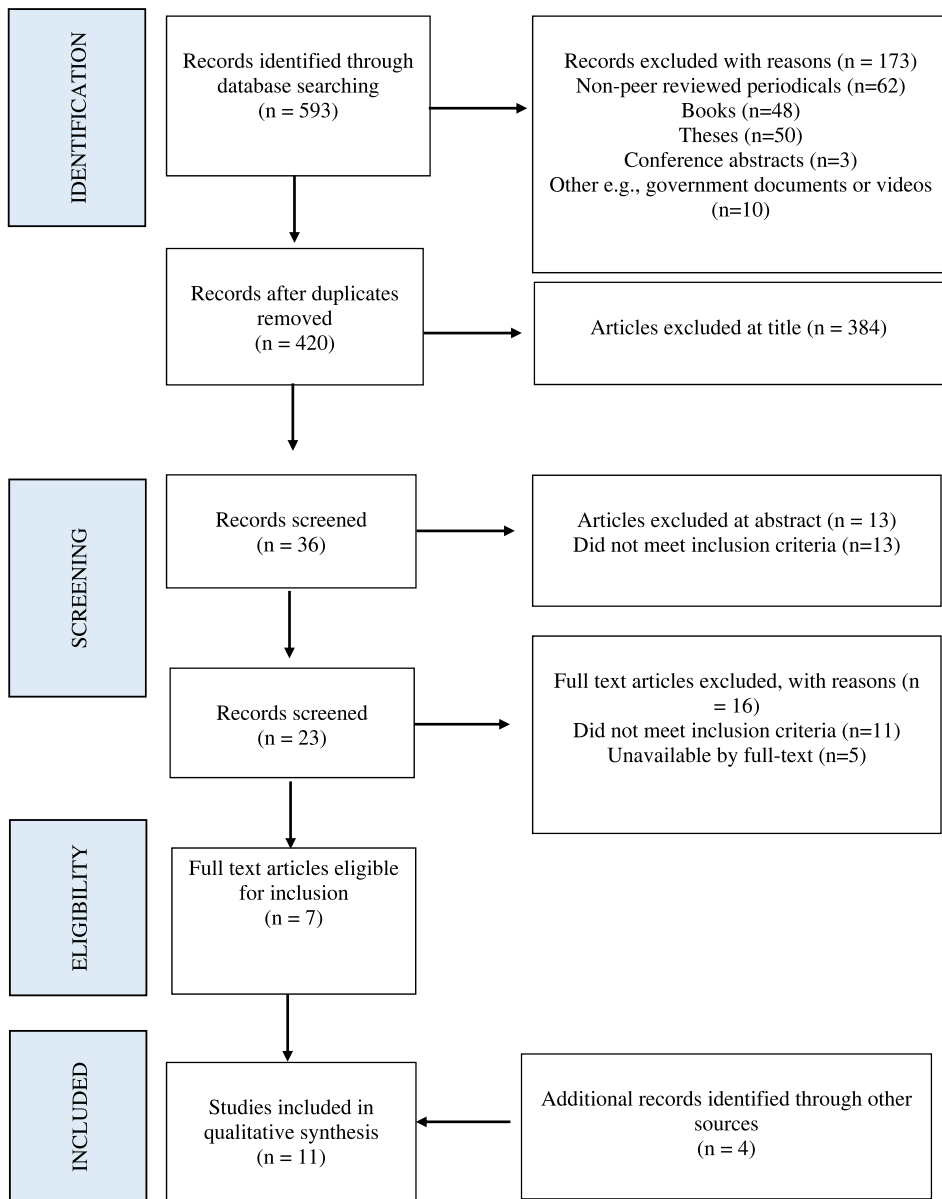 IDENTIFICATION
Records identified through
database searching
(n = 593)
Records excluded with reasons (n = 173)
Non-peer reviewed periodicals (n=62)
Books (n=48)
Theses (n=50)
Conference abstracts (n=3)
Other e.g., government documents or videos
(n=10)
Records after duplicates
removed
(n = 420)
Articles excluded at title (n = 384)
SCREENING
Records screened
(n = 36)
Articles excluded at abstract (n = 13)
Did not meet inclusion criteria (n=13)
Records screened
(n = 23)
Full text articles excluded, with reasons (n
= 16)
Did not meet inclusion criteria (n=11)
Unavailable by full-text (n=5)
ELIGIBILITY
Full text articles eligible
for inclusion
(n = 7)
INCLUDED
Studies included in
qualitative synthesis
(n = 11)
Additional records identified through other
sources
(n = 4)